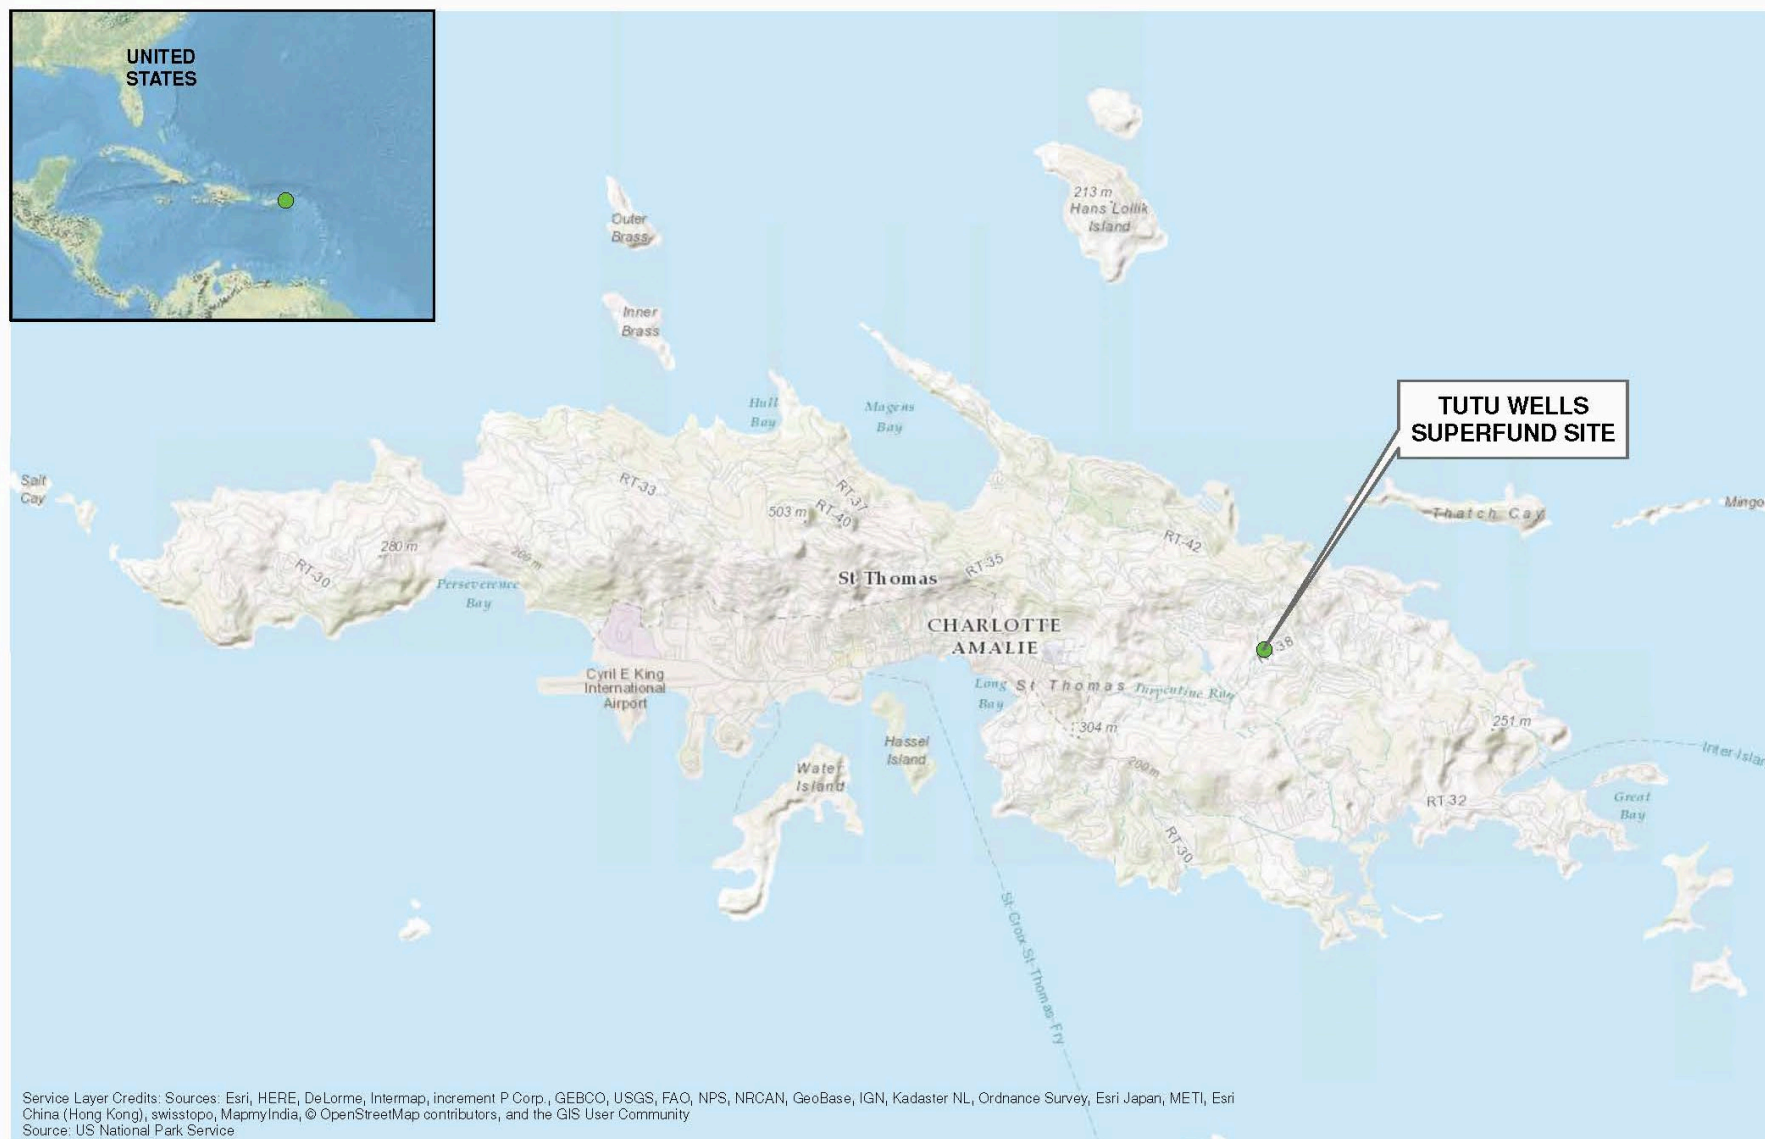 UNITED
STATES
213 m
Hans Lollik
Island
Outer
Brass
Inner
Brass
TUTU WELLS
SUPERFUND SITE
Hull
Bay
Magens
Bay
Salt
Cay
RT-33
RT-37
503 m
RT-40
Thatch Cay
Mingo
RT-42
280 m
200 m
RT-30
RT-35
St Thomas
Perseverence
Bay
CHARLOTTE
AMALIE
RT-38
Cyril E King
International
Airport
Long
Bay
St Thomas
Turpentine Run
304 m
251 m
Hassel
Island
Water
Island
200 m
Inter-Islan
RT 32
Great
Bay
RT-30
St-Croix-St-Thomas-Fry
Service Layer Credits: Sources: Esri, HERE, DeLorme, Intermap, increment P Corp., GEBCO, USGS, FAO, NPS, NRCAN, GeoBase, IGN, Kadaster NL, Ordnance Survey, Esri Japan, METI, Esri
China (Hong Kong), swisstopo, MapmyIndia, © OpenStreetMap contributors, and the GIS User Community
Source: US National Park Service